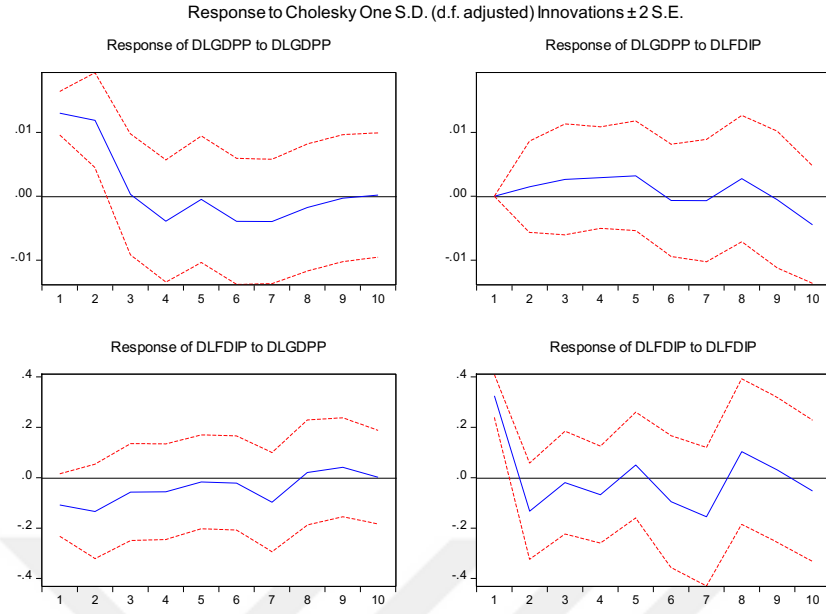 Response to Cholesky One S.D. (d.f. adjusted) Innovations ± 2 S.E.
Response of DLGDPP to DLGDPP
.01
.00
-.01
1 2 3 4 5 6 7 8 9 10
Response of DLGDPP to DLFDIP
.01
.00
-.01
1 2 3 4 5 6 7 8 9 10
Response of DLFDIP to DLGDPP
.4
.2
.0
-.2
-.4
1 2 3 4 5 6 7 8 9 10
Response of DLFDIP to DLFDIP
.4
.2
.0
-.2
-.4
1 2 3 4 5 6 7 8 9 10